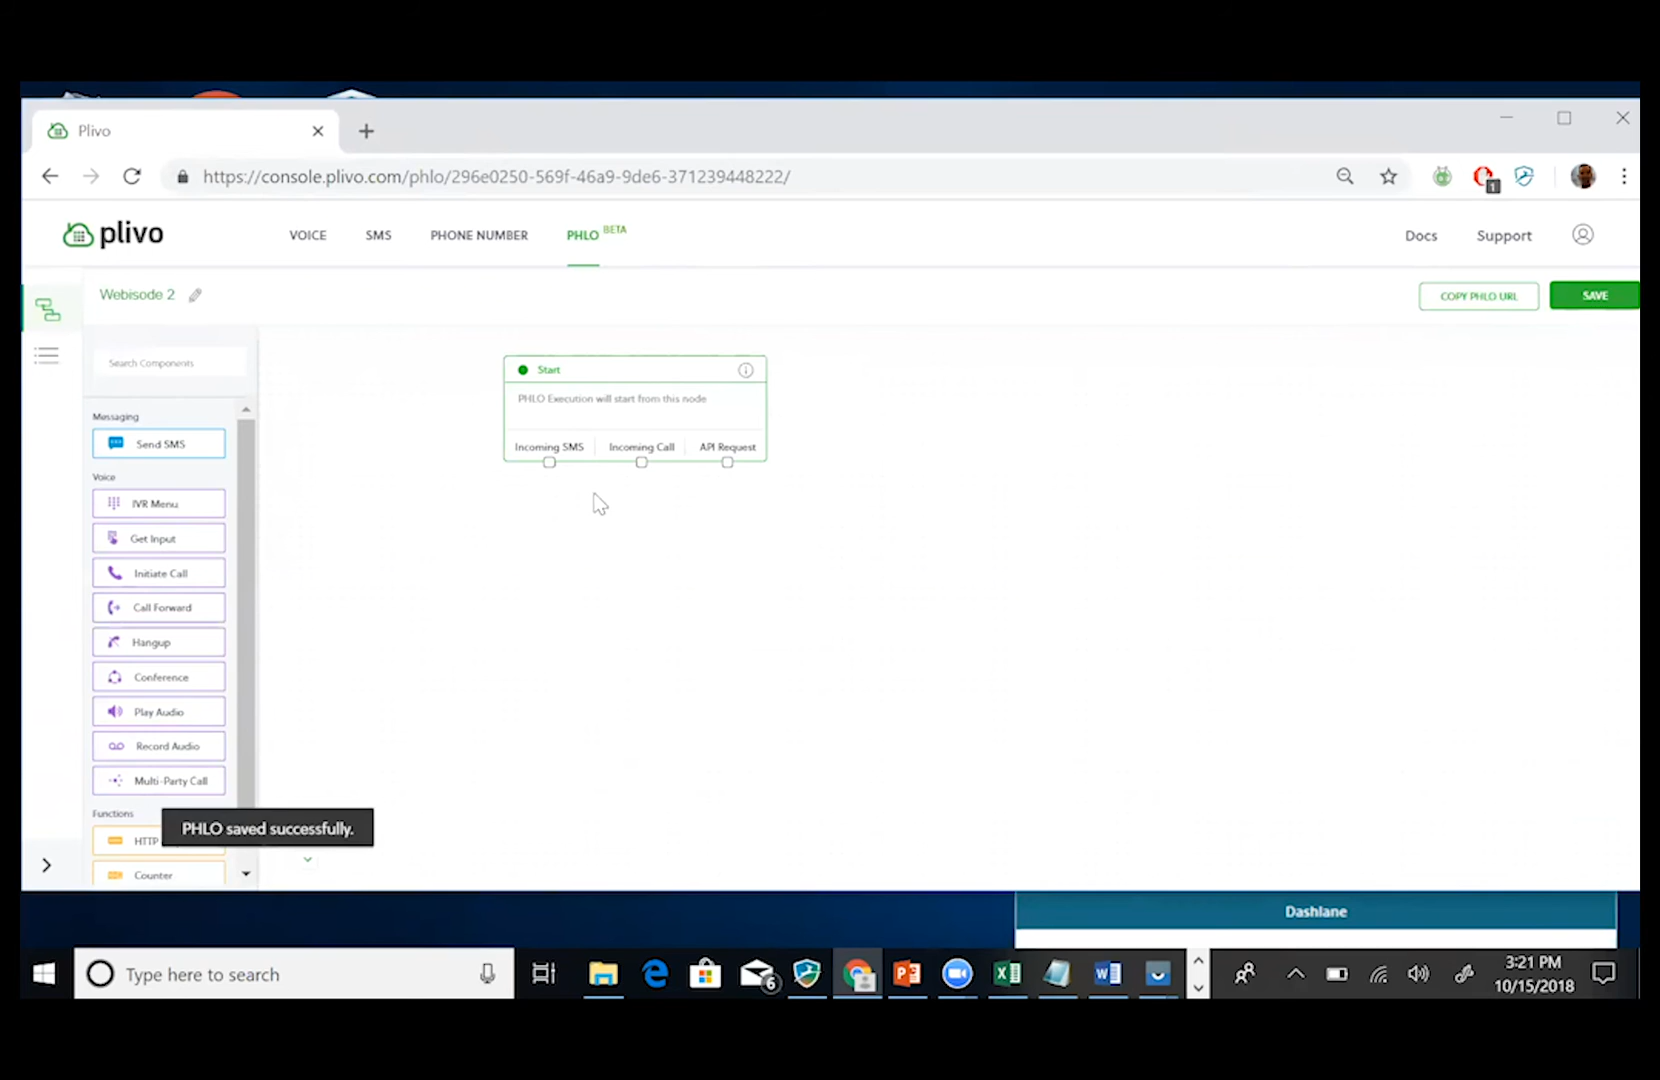 Plivo
https://console.plivo.com/phlo/296e0250-569f-46a9-9de6-371239448222/
1
plivo
VOICE
SMS
PHONE NUMBER
PHLO BETA
Docs
Support
Webisode 2
COPY PHLO URL
SAVE
Search Components
Messaging
Send SMS
Voice
IVR Menu
Get Input
Initiate Call
Call Forward
Hangup
Conference
Play Audio
Record Audio
Multi-Party Call
Functions
HTTP
Counter
Start
PHLO Execution will start from this node
Incoming SMS
Incoming Call
API Request
PHLO saved successfully.
Dashlane
Type here to search
6
3:21 PM
10/15/2018